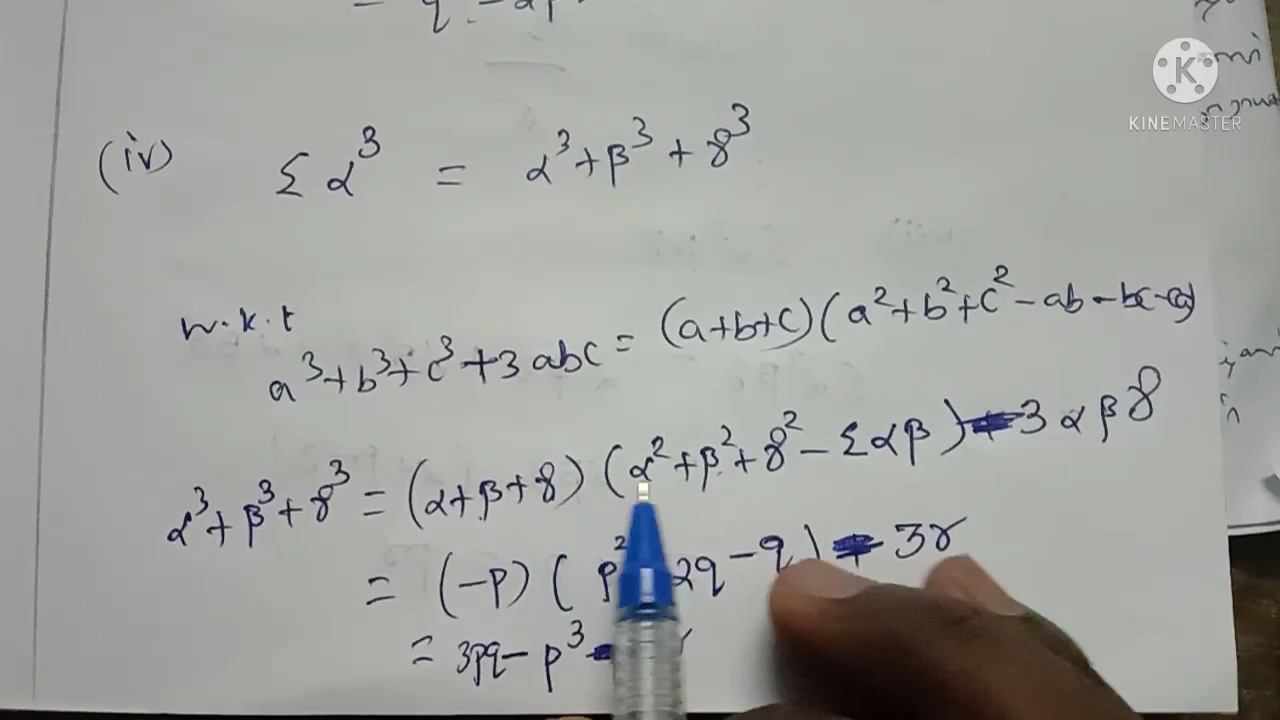 (iv) Σα³ = α³+β³+γ³
KINEMASTER
w.k.t
a³+b³+c³+3abc = (a+b+c)(a²+b²+c²-ab-bc-ca)
α³+β³+γ³ = (α+β+γ)(α²+β²+γ²-Σαβ)-3αβγ
= (-p)(p² 2q-q) 3r
= 3pq-p³-